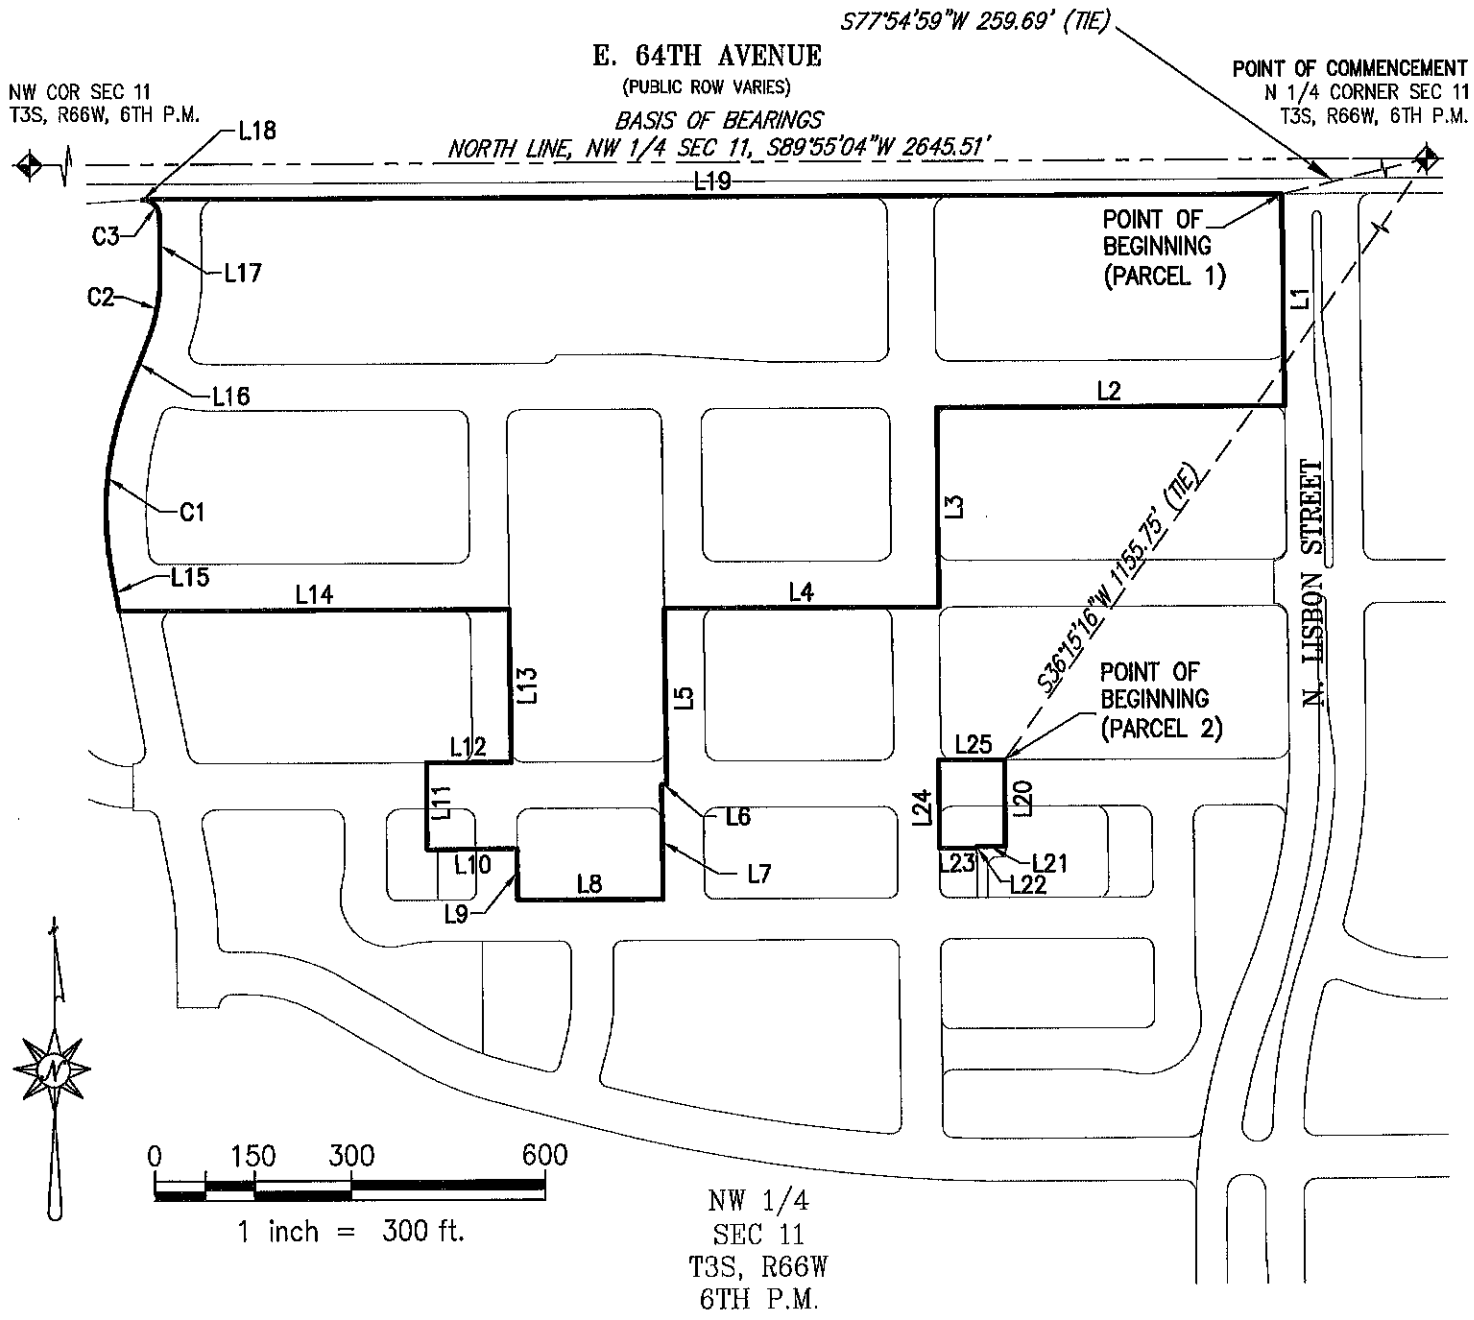 S77°54'59"W 259.69' (TIE)
E. 64TH AVENUE
(PUBLIC ROW VARIES)
NW COR SEC 11
T3S, R66W, 6TH P.M.
POINT OF COMMENCEMENT
N 1/4 CORNER SEC 11
T3S, R66W, 6TH P.M.
L18
BASIS OF BEARINGS
NORTH LINE, NW 1/4 SEC 11, S89°55'04"W 2645.51'
L19
C3
POINT OF
BEGINNING
(PARCEL 1)
L17
C2
L1
L16
L2
C1
L3
S36°15'16"W 1155.75' (TIE)
N. LISBON STREET
L15
L14
L4
L13
L5
POINT OF
BEGINNING
(PARCEL 2)
L12
L25
L11
L6
L24
L20
L10
L7
L23
L21
L22
L9
L8
N
0 150 300 600
1 inch = 300 ft.
NW 1/4
SEC 11
T3S, R66W
6TH P.M.